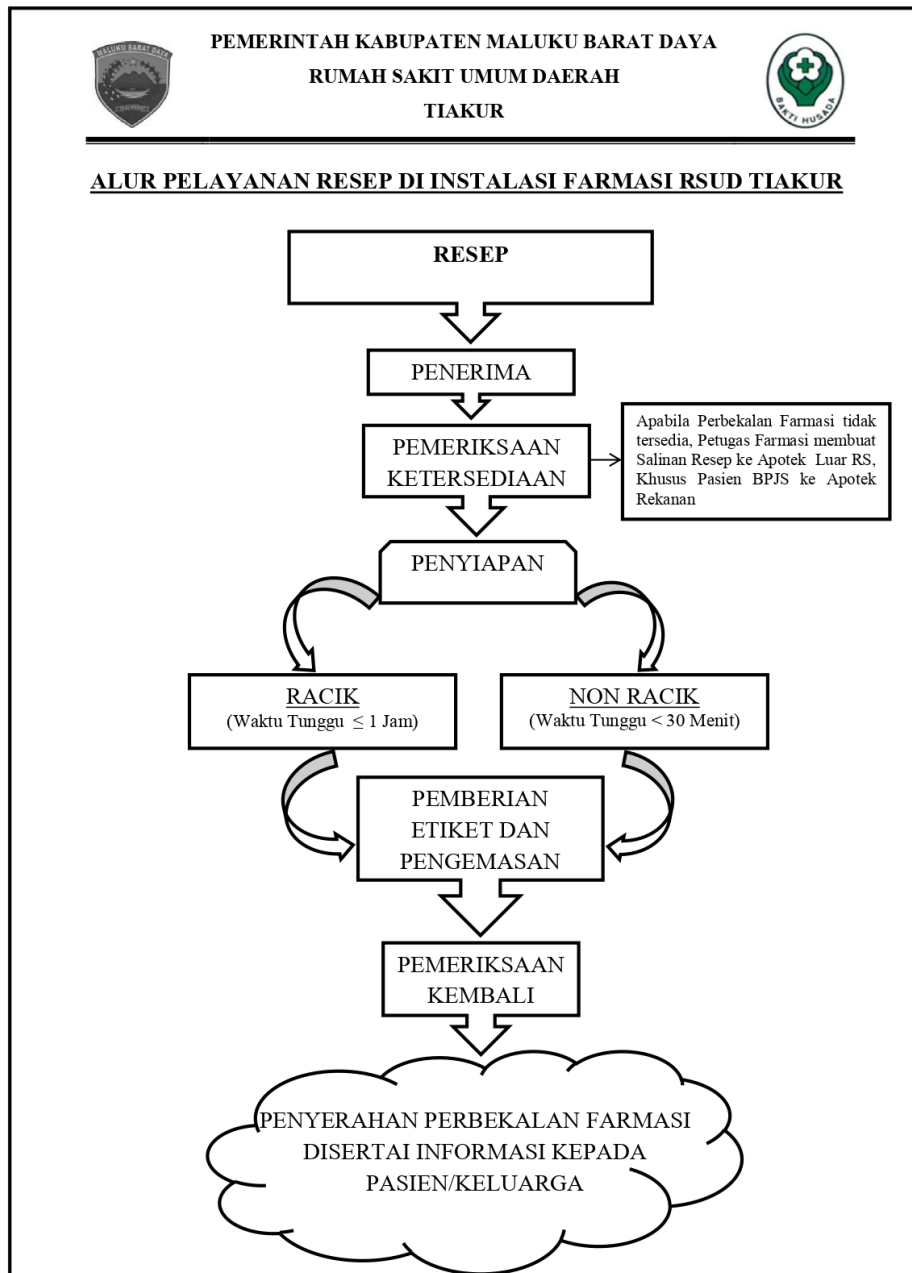 PEMERINTAH KABUPATEN MALUKU BARAT DAYA
RUMAH SAKIT UMUM DAERAH
TIAKUR
MALUKU BARAT DAYA
BAKTI HUSADA
ALUR PELAYANAN RESEP DI INSTALASI FARMASI RSUD TIAKUR
RESEP
PENERIMA
PEMERIKSAAN
KETERSEDIAAN
Apabila Perbekalan Farmasi tidak
tersedia, Petugas Farmasi membuat
Salinan Resep ke Apotek Luar RS,
Khusus Pasien BPJS ke Apotek
Rekanan
PENYIAPAN
RACIK
(Waktu Tunggu ≤ 1 Jam)
NON RACIK
(Waktu Tunggu < 30 Menit)
PEMBERIAN
ETIKET DAN
PENGEMASAN
PEMERIKSAAN
KEMBALI
PENYERAHAN PERBEKALAN FARMASI
DISERTAI INFORMASI KEPADA
PASIEN/KELUARGA